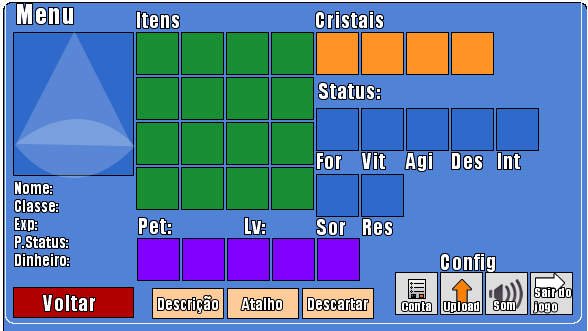 Menu
Itens
Cristais
Status:
For Vit Agi Des Int
Sor Res
Nome:
Classe:
Exp:
P.Status:
Dinheiro:
Pet: Lv:
Config
Conta
Upload
Som
Sair do
jogo
Voltar
Descrição
Atalho
Descartar